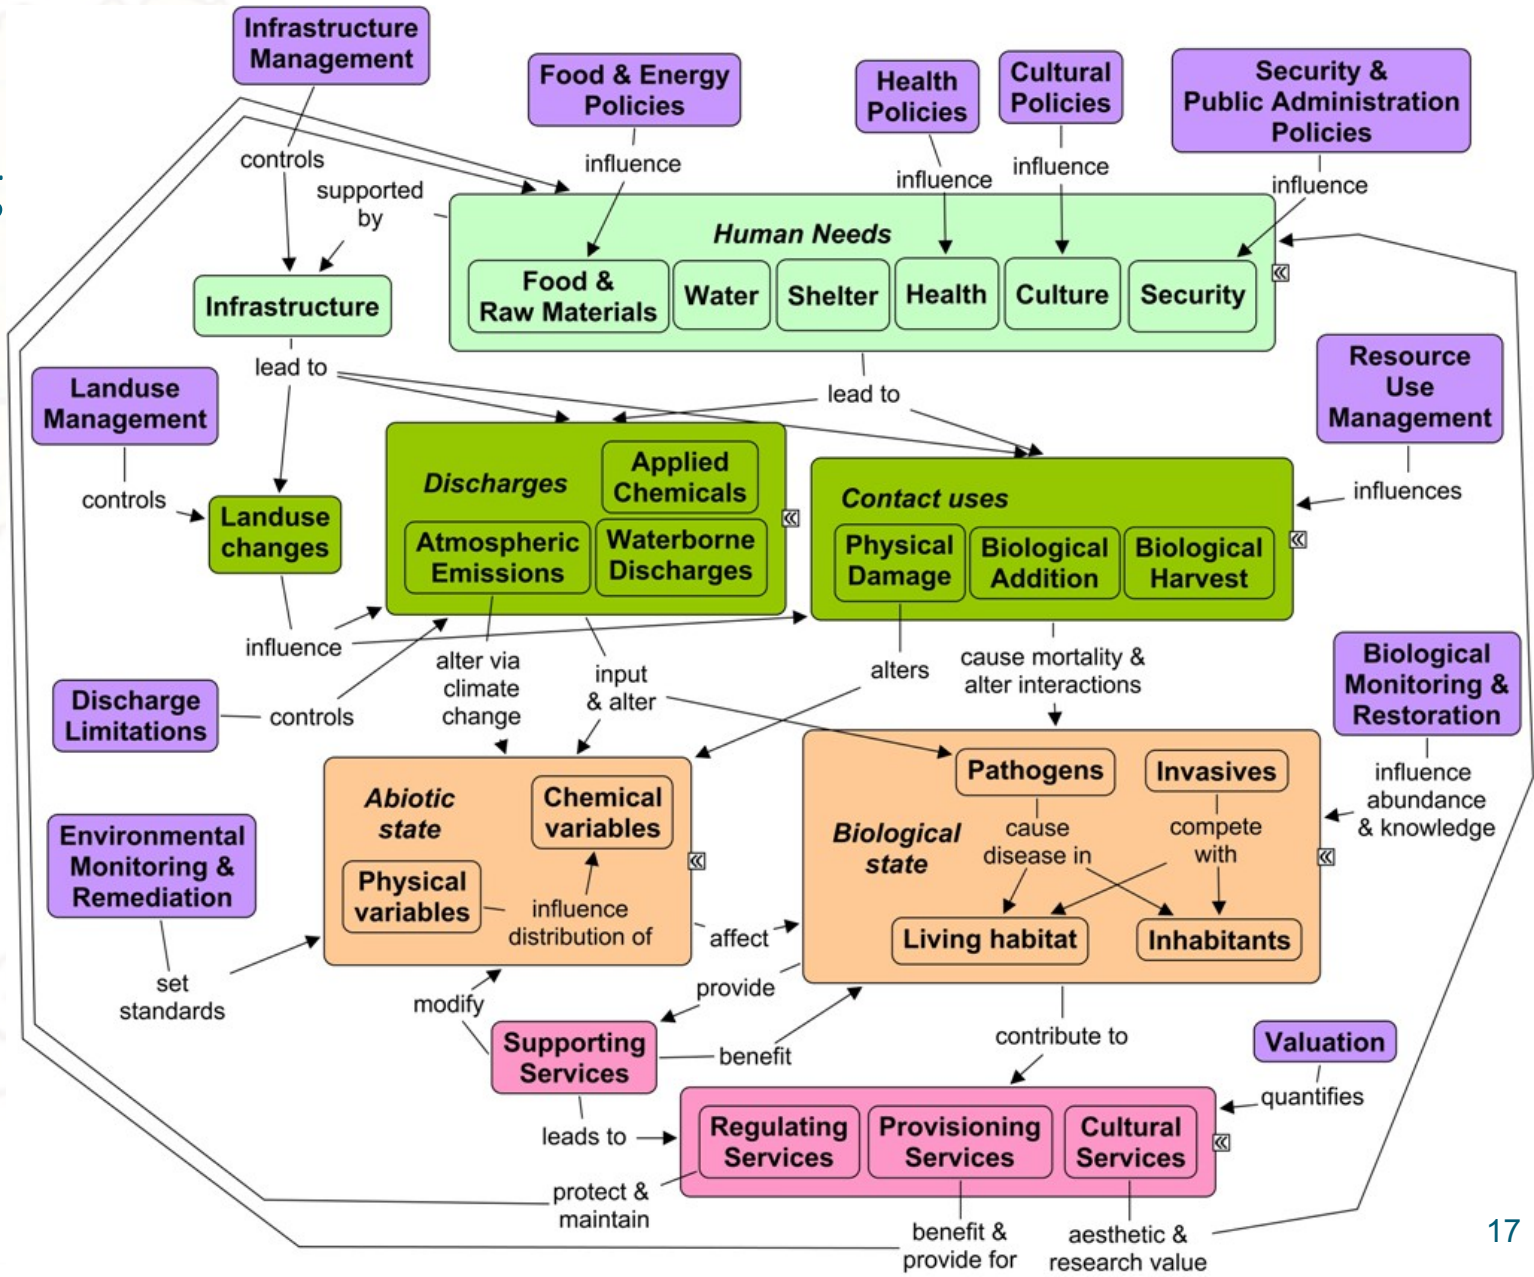 Infrastructure
Management
Food & Energy
Policies
Health
Policies
Cultural
Policies
Security &
Public Administration
Policies
controls
supported
by
influence
influence
influence
influence
Human Needs
Food &
Raw Materials
Water
Shelter
Health
Culture
Security
Infrastructure
lead to
lead to
Landuse
Management
controls
Landuse
changes
Resource
Use
Management
influences
Discharges
Applied
Chemicals
Atmospheric
Emissions
Waterborne
Discharges
Contact uses
Physical
Damage
Biological
Addition
Biological
Harvest
influence
Discharge
Limitations
controls
alter via
climate
change
input
& alter
alters
cause mortality &
alter interactions
Biological
Monitoring &
Restoration
influence
abundance
& knowledge
Environmental
Monitoring &
Remediation
set
standards
Abiotic
state
Chemical
variables
Physical
variables
influence
distribution of
affect
provide
Biological
state
Pathogens
Invasives
cause
disease in
compete
with
Living habitat
Inhabitants
modify
Supporting
Services
benefit
contribute to
Valuation
quantifies
leads to
Regulating
Services
Provisioning
Services
Cultural
Services
protect &
maintain
benefit &
provide for
aesthetic &
research value
17